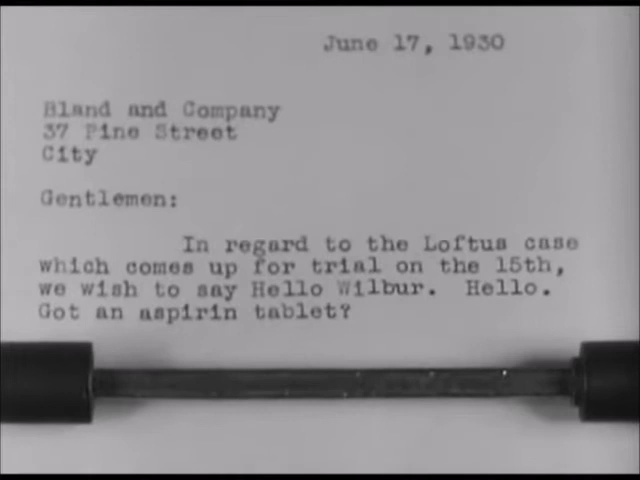 June 17, 1930
Bland and Company
37 Pine Street
City
Gentlemen:
In regard to the Loftus case
which comes up for trial on the 15th,
we wish to say Hello Wilbur. Hello.
Got an aspirin tablet?